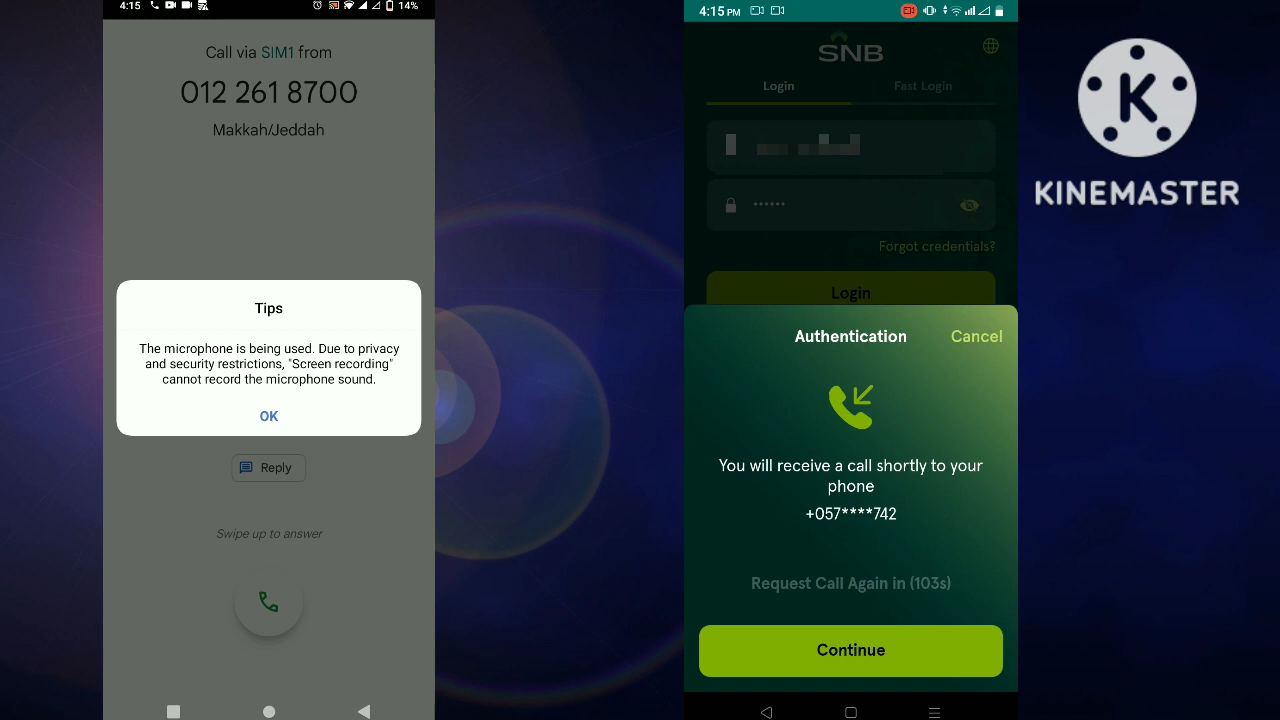 4:15
14%
Call via SIM1 from
012 261 8700
Makkah/Jeddah
Tips
The microphone is being used. Due to privacy
and security restrictions, "Screen recording"
cannot record the microphone sound.
OK
Reply
Swipe up to answer
4:15 PM
SNB
Login
Fast Login
••••••
Forgot credentials?
Login
Authentication
Cancel
You will receive a call shortly to your
phone
+057****742
Request Call Again in (103s)
Continue
K
KINEMASTER